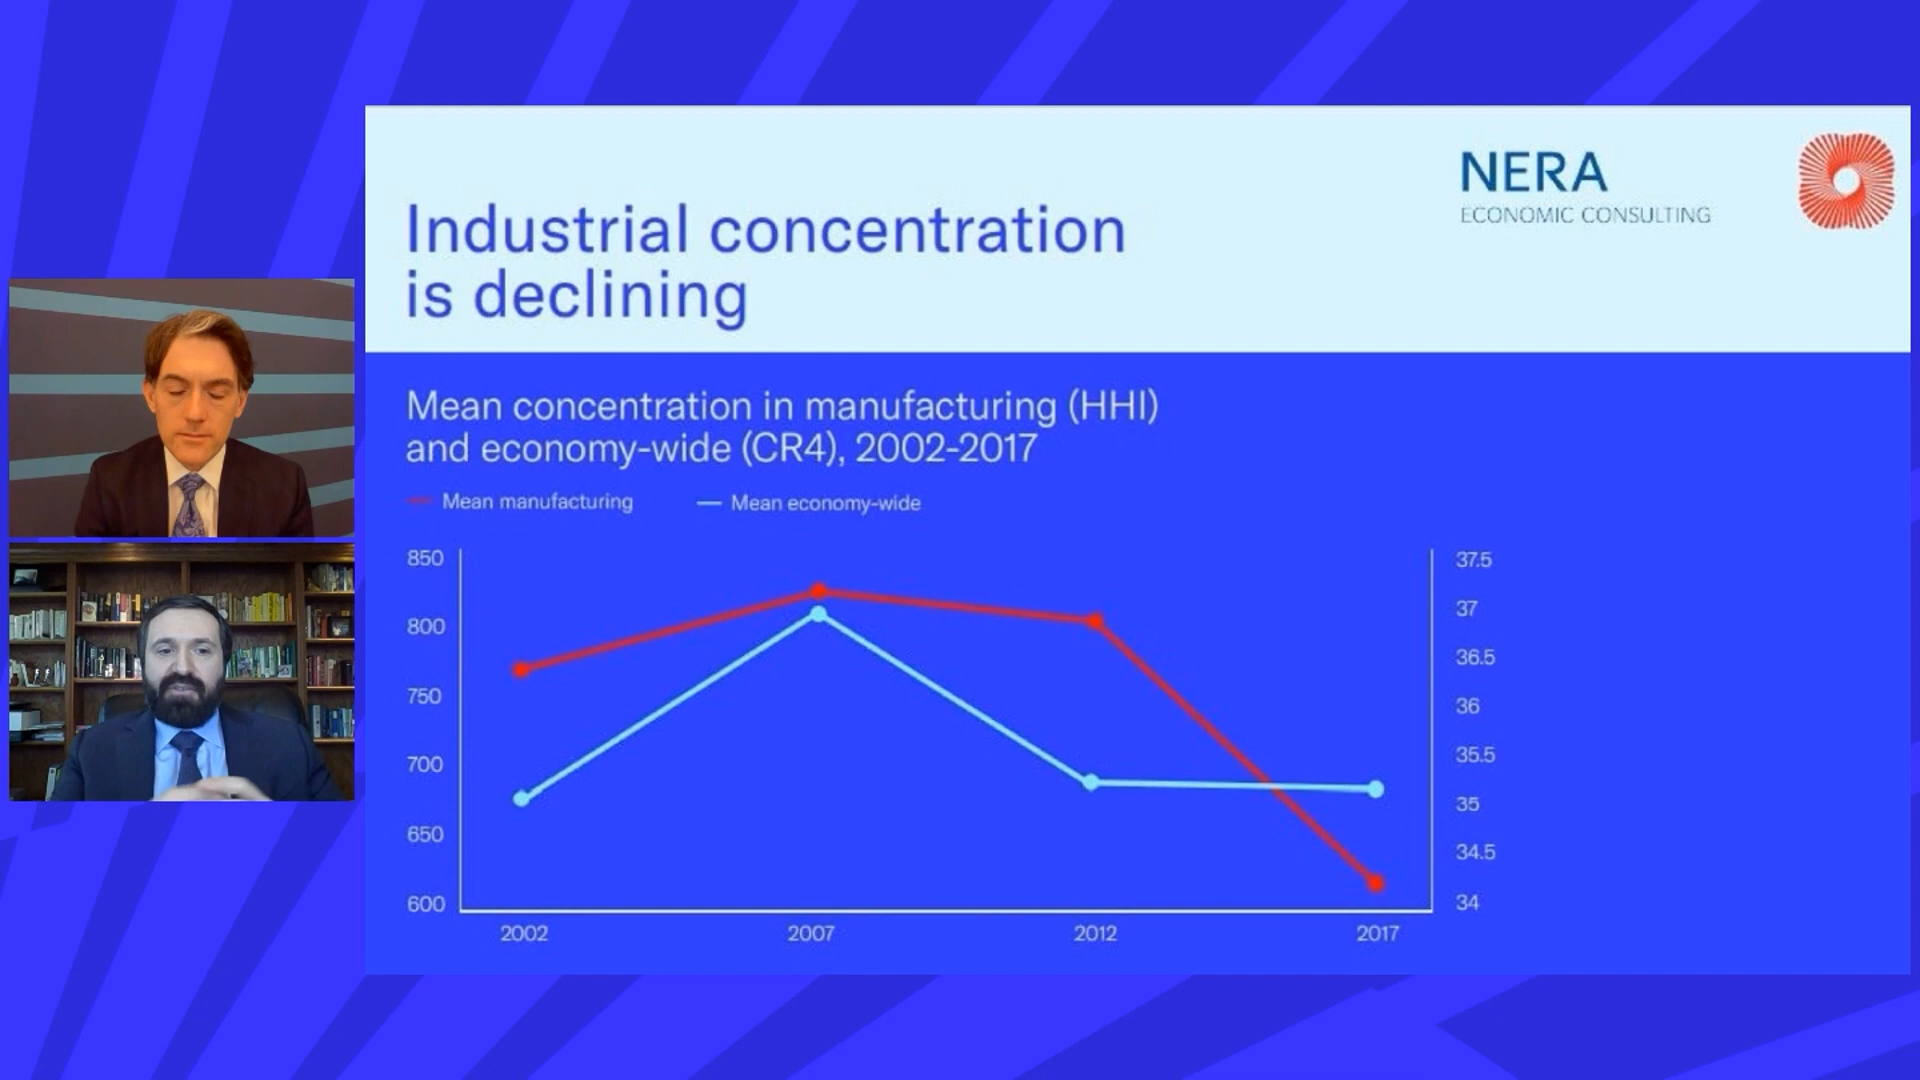 NERA
ECONOMIC CONSULTING
Industrial concentration
is declining
Mean concentration in manufacturing (HHI)
and economy-wide (CR4), 2002-2017
Mean manufacturing
Mean economy-wide
850
800
750
700
650
600
37.5
37
36.5
36
35.5
35
34.5
34
2002
2007
2012
2017